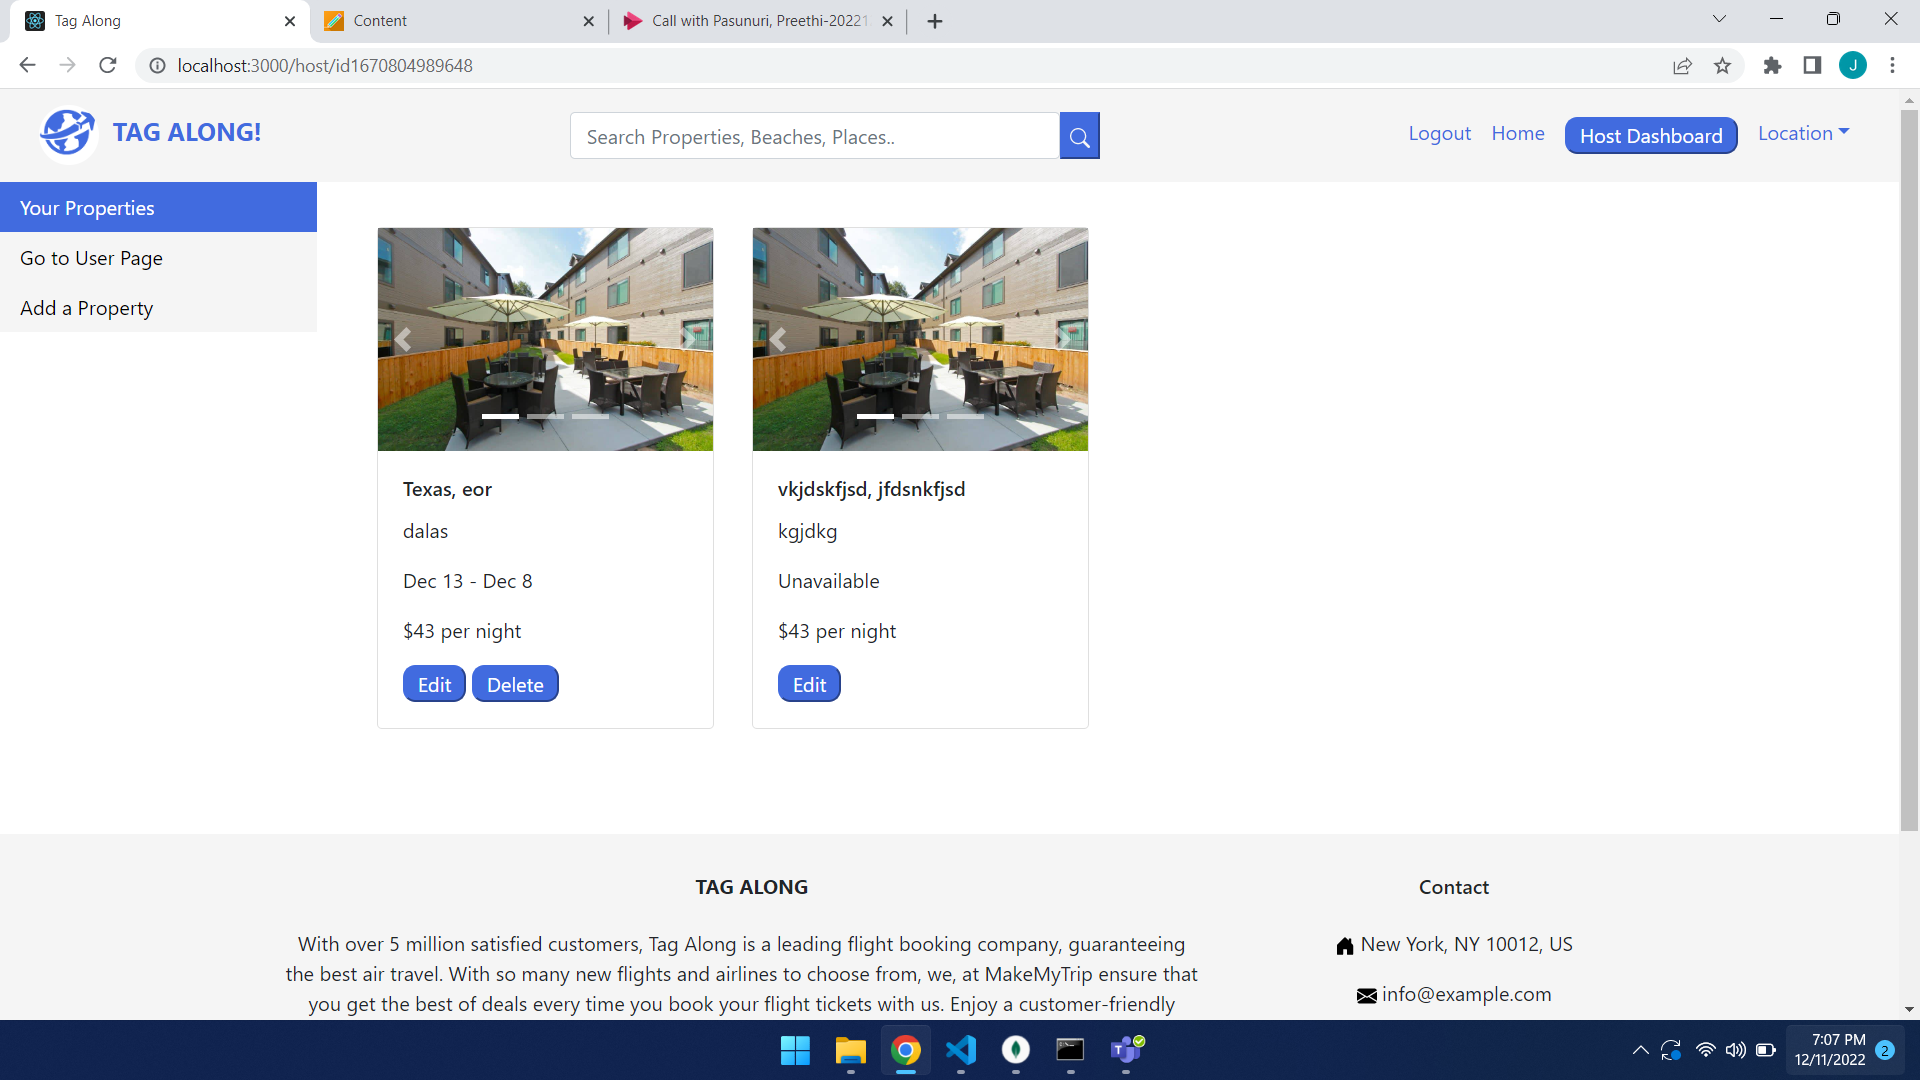 Tag Along
Content
Call with Pasunuri, Preethi-20221
localhost:3000/host/id1670804989648
J
TAG ALONG!
Search Properties, Beaches, Places..
Logout
Home
Host Dashboard
Location
Your Properties
Go to User Page
Add a Property
Texas, eor
dalas
Dec 13 - Dec 8
$43 per night
Edit
Delete
vkjdskfjsd, jfdsnkfjsd
kgjdkg
Unavailable
$43 per night
Edit
TAG ALONG
With over 5 million satisfied customers, Tag Along is a leading flight booking company, guaranteeing
the best air travel. With so many new flights and airlines to choose from, we, at MakeMyTrip ensure that
you get the best of deals every time you book your flight tickets with us. Enjoy a customer-friendly
Contact
New York, NY 10012, US
info@example.com
7:07 PM
12/11/2022
2